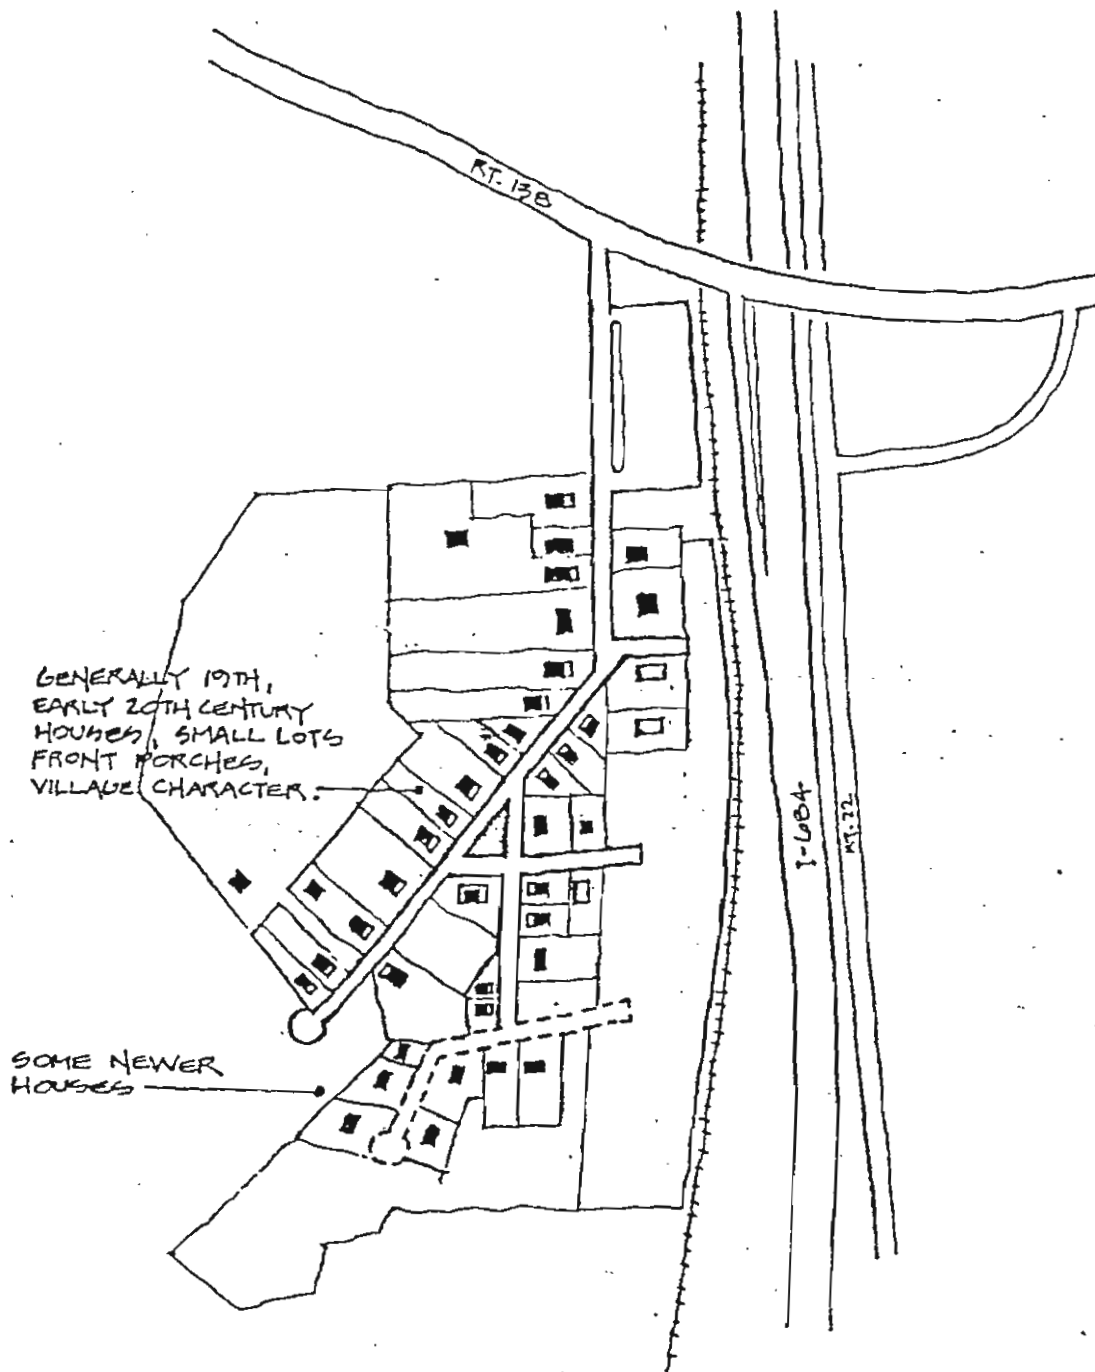 RT. 138
GENERALLY 19TH,
EARLY 20TH CENTURY
HOUSES, SMALL LOTS
FRONT PORCHES,
VILLAGE CHARACTER.
I-684
RT. 22
SOME NEWER
HOUSES